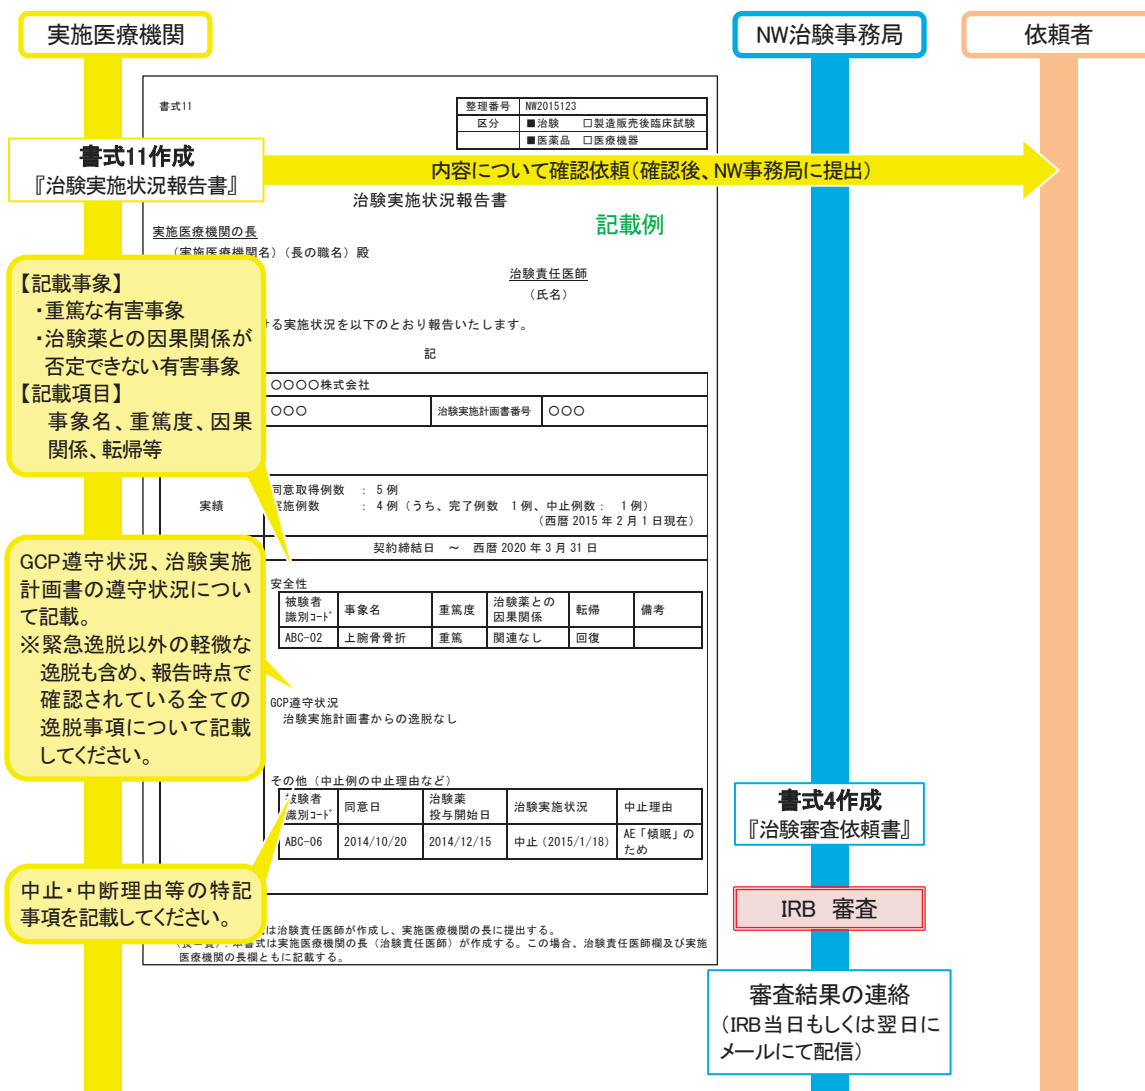 実施医療機関
NW治験事務局
依頼者
書式11
整理番号 NW2015123
区分 ■治験 □製造販売後臨床試験
■医薬品 □医療機器
書式11作成
『治験実施状況報告書』
内容について確認依頼(確認後、NW事務局に提出)
治験実施状況報告書
記載例
実施医療機関の長
(実施医療機関名)(長の職名)殿
治験責任医師
(氏名)
【記載事象】
・重篤な有害事象
・治験薬との因果関係が
否定できない有害事象
【記載項目】
事象名、重篤度、因果
関係、転帰等
る実施状況を以下のとおり報告いたします。
記
〇〇〇〇株式会社
〇〇〇 治験実施計画書番号 〇〇〇
実績
同意取得例数 : 5 例
実施例数 : 4 例(うち、完了例数 1 例、中止例数: 1 例)
(西暦 2015 年 2 月 1 日現在)
契約締結日 ~ 西暦 2020 年 3 月 31 日
GCP遵守状況、治験実施
計画書の遵守状況につい
て記載。
※緊急逸脱以外の軽微な
逸脱も含め、報告時点で
確認されている全ての
逸脱事項について記載
してください。
安全性
被験者
識別コード 事象名 重篤度 治験薬との
因果関係 転帰 備考
ABC-02 上腕骨骨折 重篤 関連なし 回復
GCP遵守状況
治験実施計画書からの逸脱なし
その他(中止例の中止理由など)
被験者
識別コード 同意日 治験薬
投与開始日 治験実施状況 中止理由
ABC-06 2014/10/20 2014/12/15 中止(2015/1/18) AE「傾眠」の
ため
中止・中断理由等の特記
事項を記載してください。
は治験責任医師が作成し、実施医療機関の長に提出する。
本書式は実施医療機関の長(治験責任医師)が作成する。この場合、治験責任医師欄及び実施
医療機関の長欄ともに記載する。
書式4作成
『治験審査依頼書』
IRB 審査
審査結果の連絡
(IRB当日もしくは翌日に
メールにて配信)